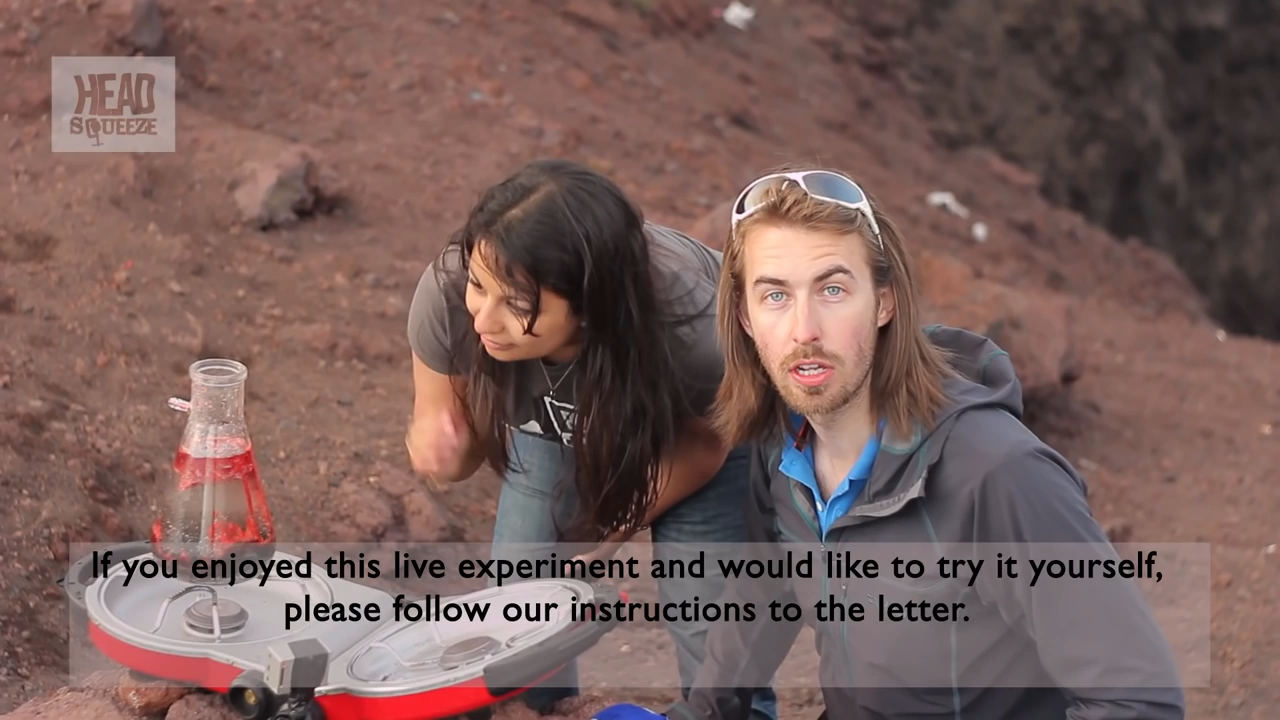 HEAD
SQUEEZE
If you enjoyed this live experiment and would like to try it yourself,
please follow our instructions to the letter.